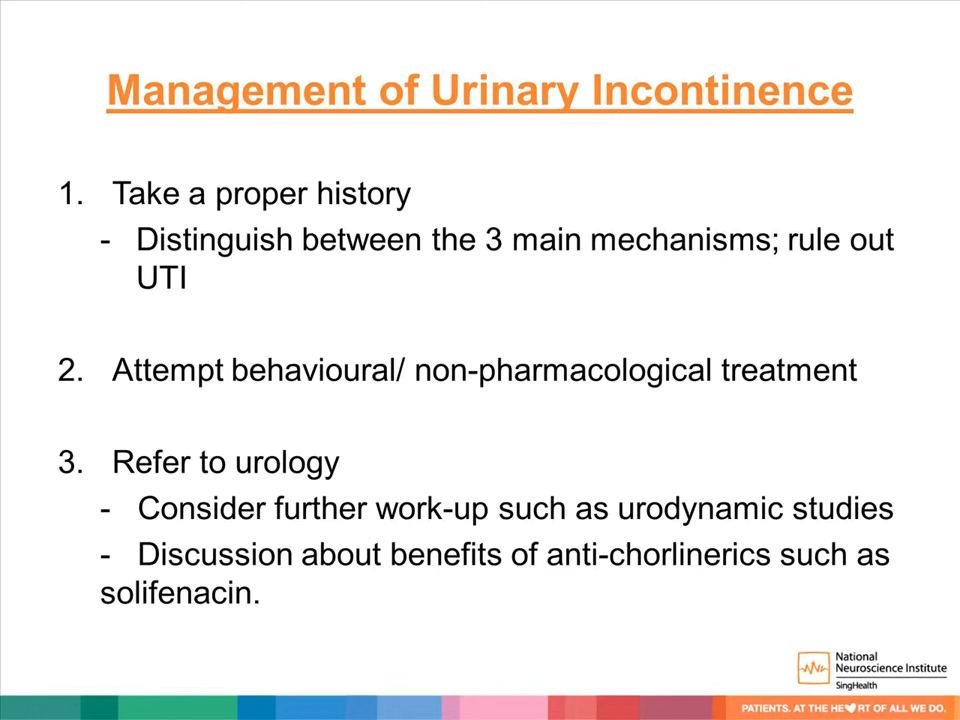 Management of Urinary Incontinence
1. Take a proper history
- Distinguish between the 3 main mechanisms; rule out
UTI
2. Attempt behavioural/ non-pharmacological treatment
3. Refer to urology
- Consider further work-up such as urodynamic studies
- Discussion about benefits of anti-chorlinerics such as
solifenacin.
National
Neuroscience Institute
SingHealth
PATIENTS. AT THE HE♥RT OF ALL WE DO.